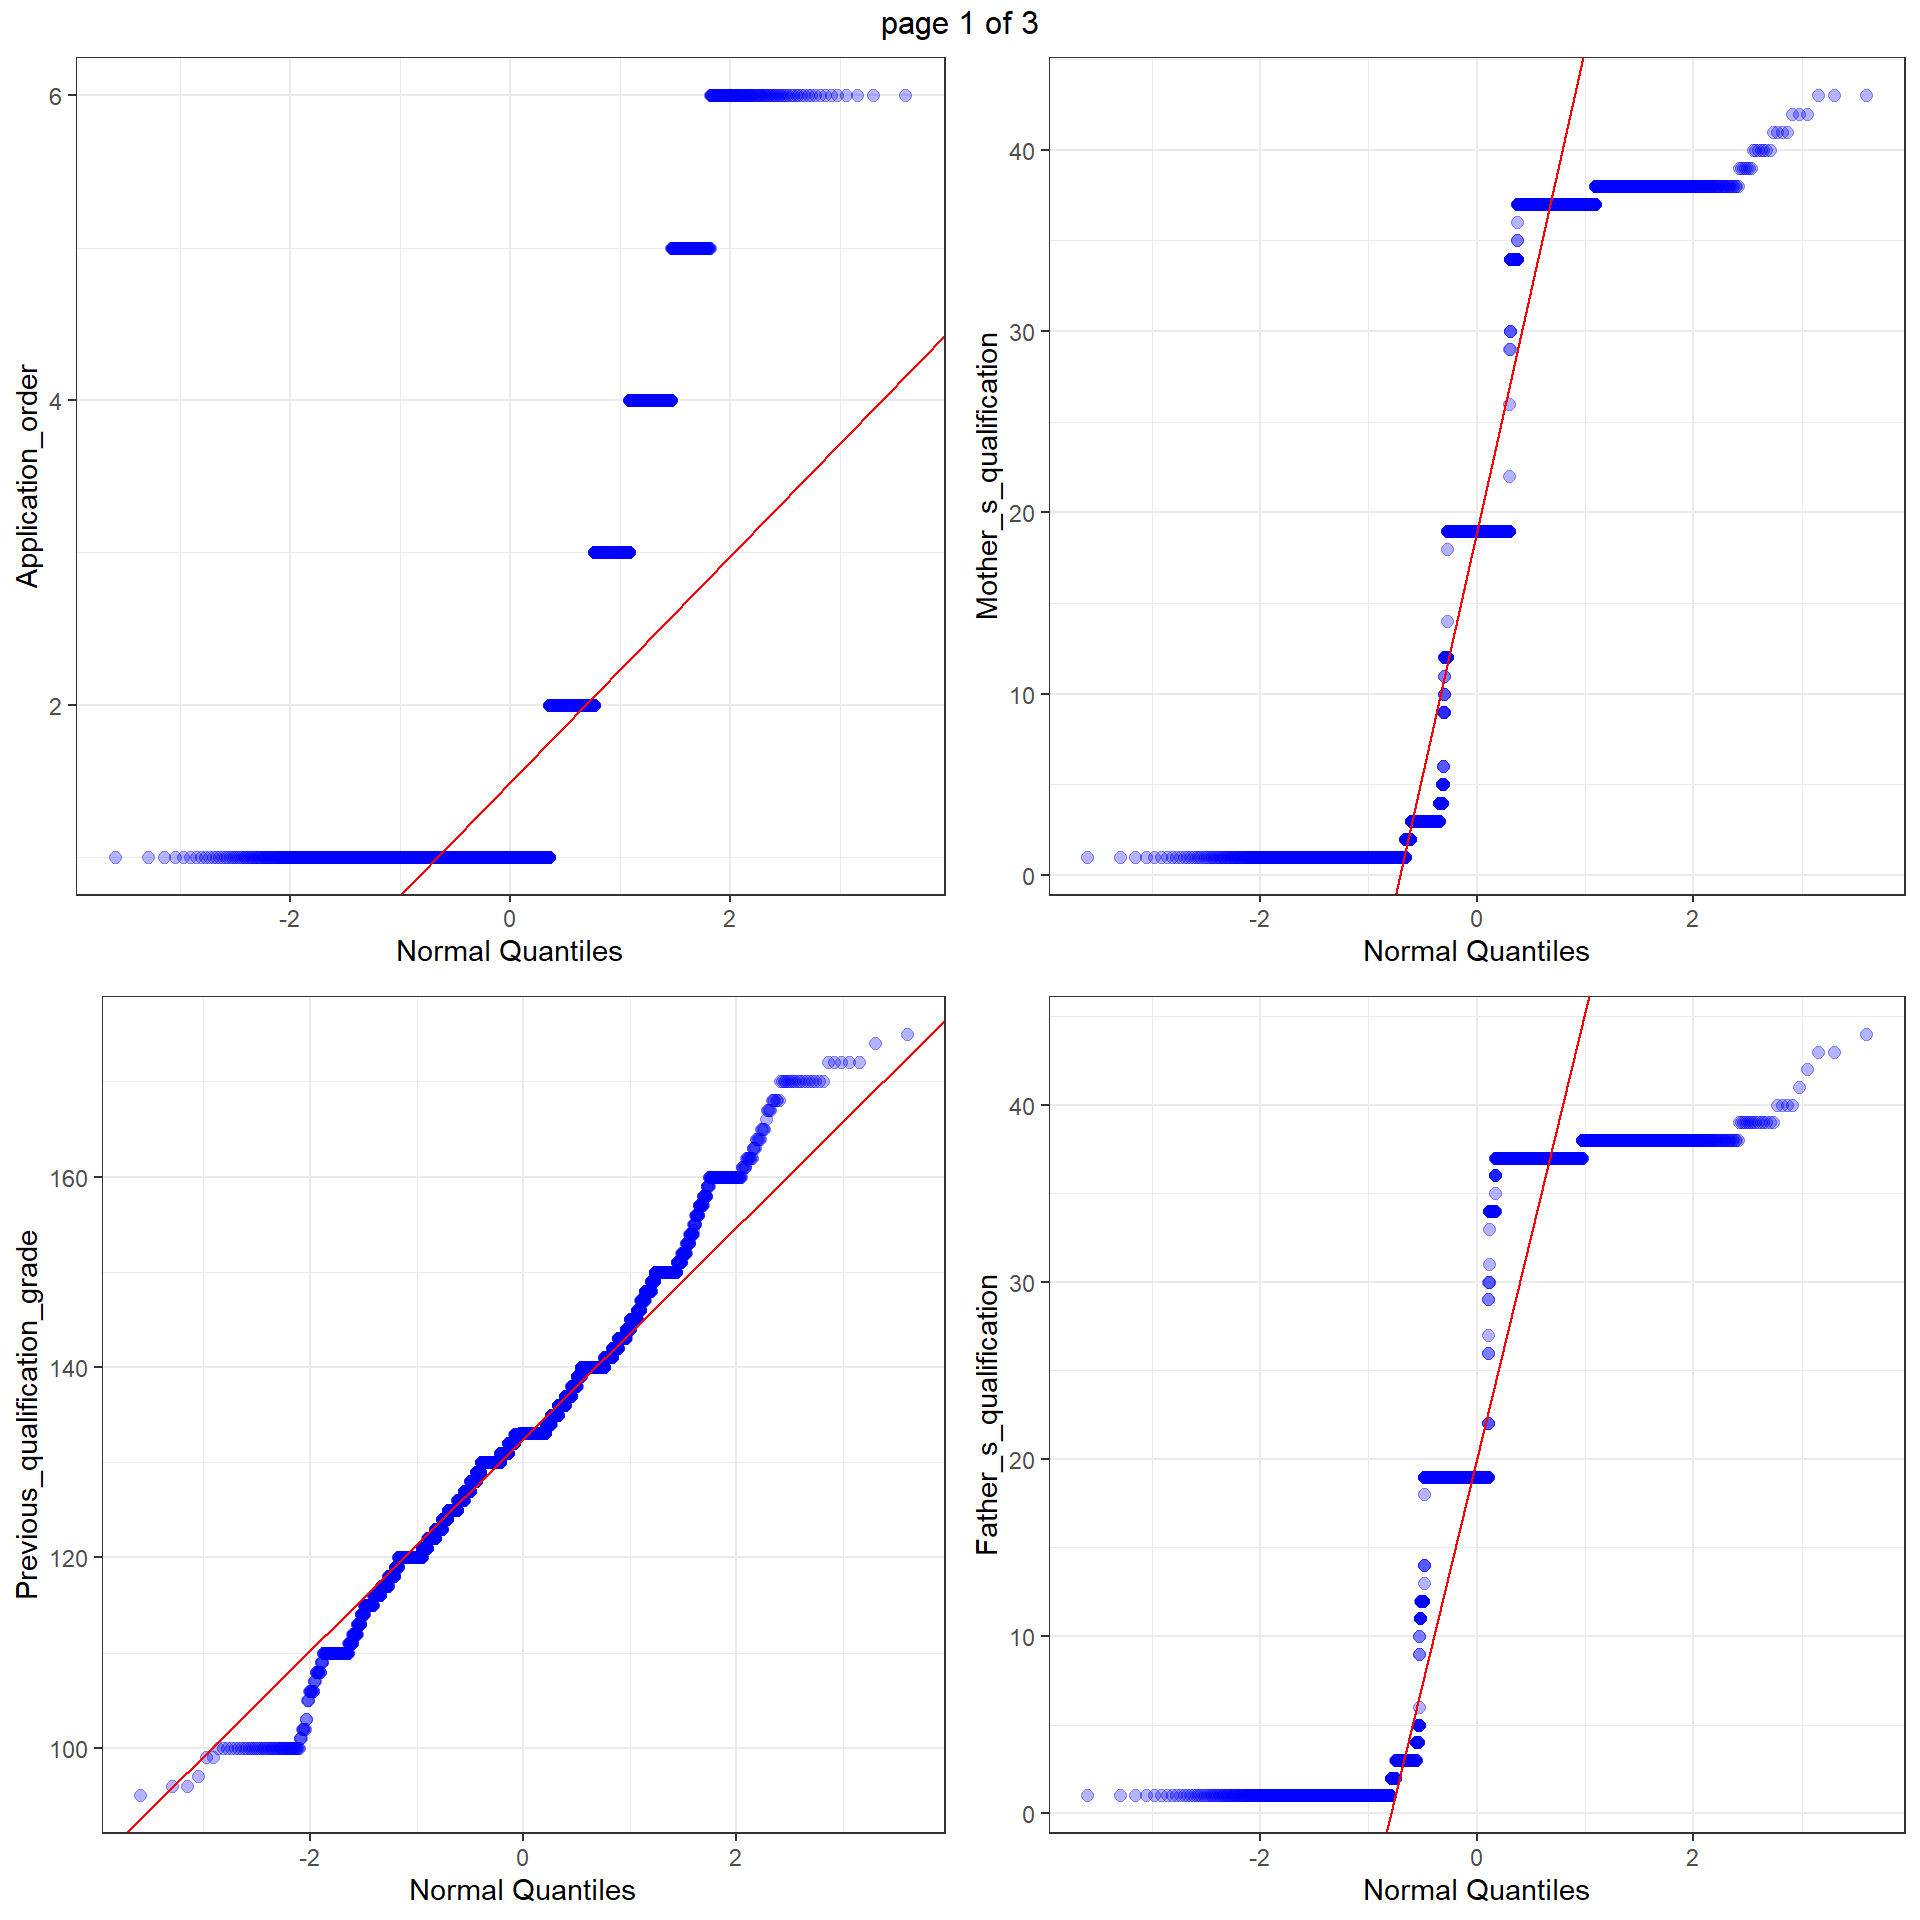 page 1 of 3
Application_order
6
4
2
-2 0 2
Normal Quantiles
Mother_s_qualification
40
30
20
10
0
-2 0 2
Normal Quantiles
Previous_qualification_grade
160
140
120
100
-2 0 2
Normal Quantiles
Father_s_qualification
40
30
20
10
0
-2 0 2
Normal Quantiles